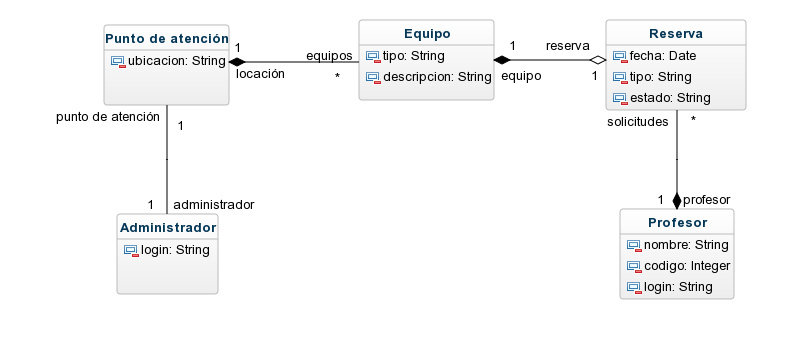 Punto de atención
ubicacion: String
1
locación
equipos
*
Equipo
tipo: String
descripcion: String
1
equipo
reserva
1
Reserva
fecha: Date
tipo: String
estado: String
punto de atención
1
1
administrador
Administrador
login: String
solicitudes
*
1
profesor
Profesor
nombre: String
codigo: Integer
login: String